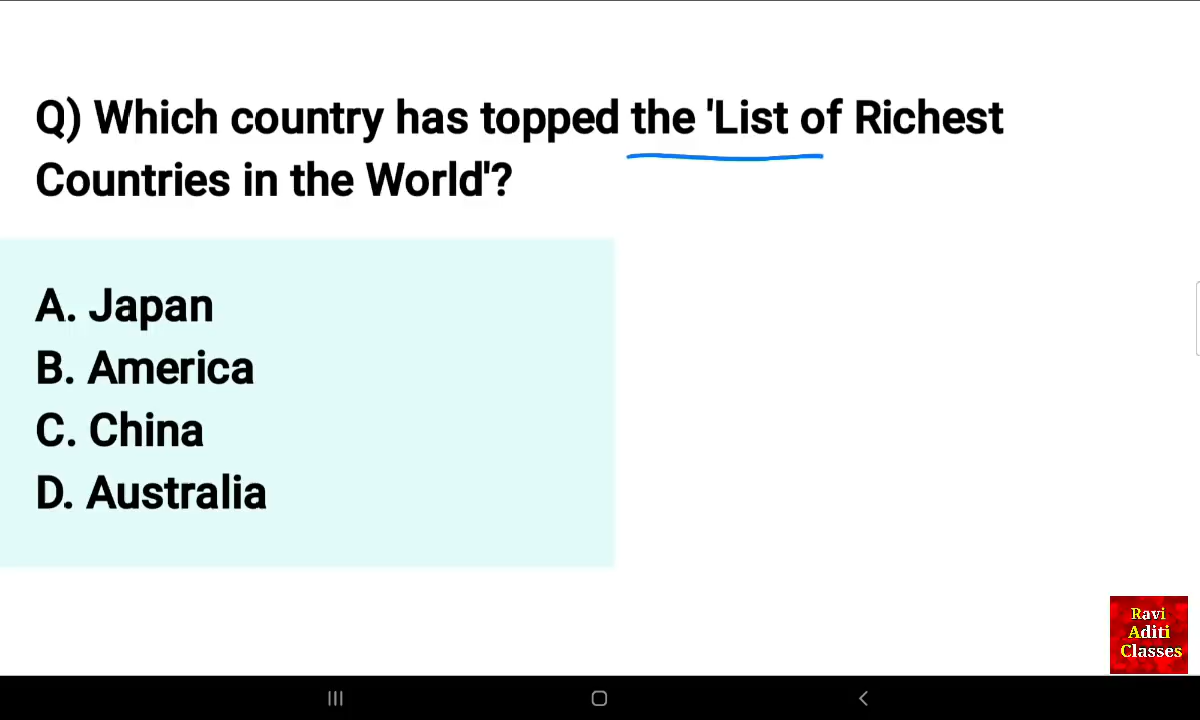 Q) Which country has topped the 'List of Richest
Countries in the World'?
A. Japan
B. America
C. China
D. Australia
Ravi
Aditi
Classes